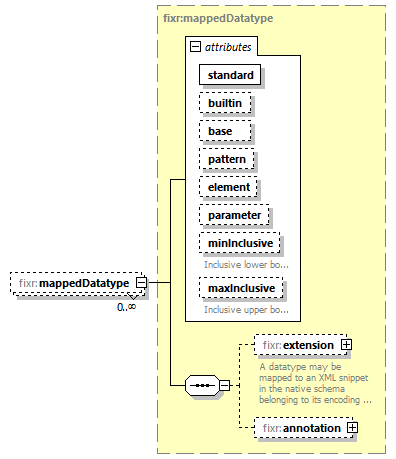 fixr:mappedDatatype
attributes
standard
builtin
base
pattern
element
parameter
minInclusive
Inclusive lower bo...
maxInclusive
Inclusive upper bo...
fixr:mappedDatatype
0..∞
fixr:extension
A datatype may be
mapped to an XML snippet
in the native schema
belonging to its encoding ...
fixr:annotation